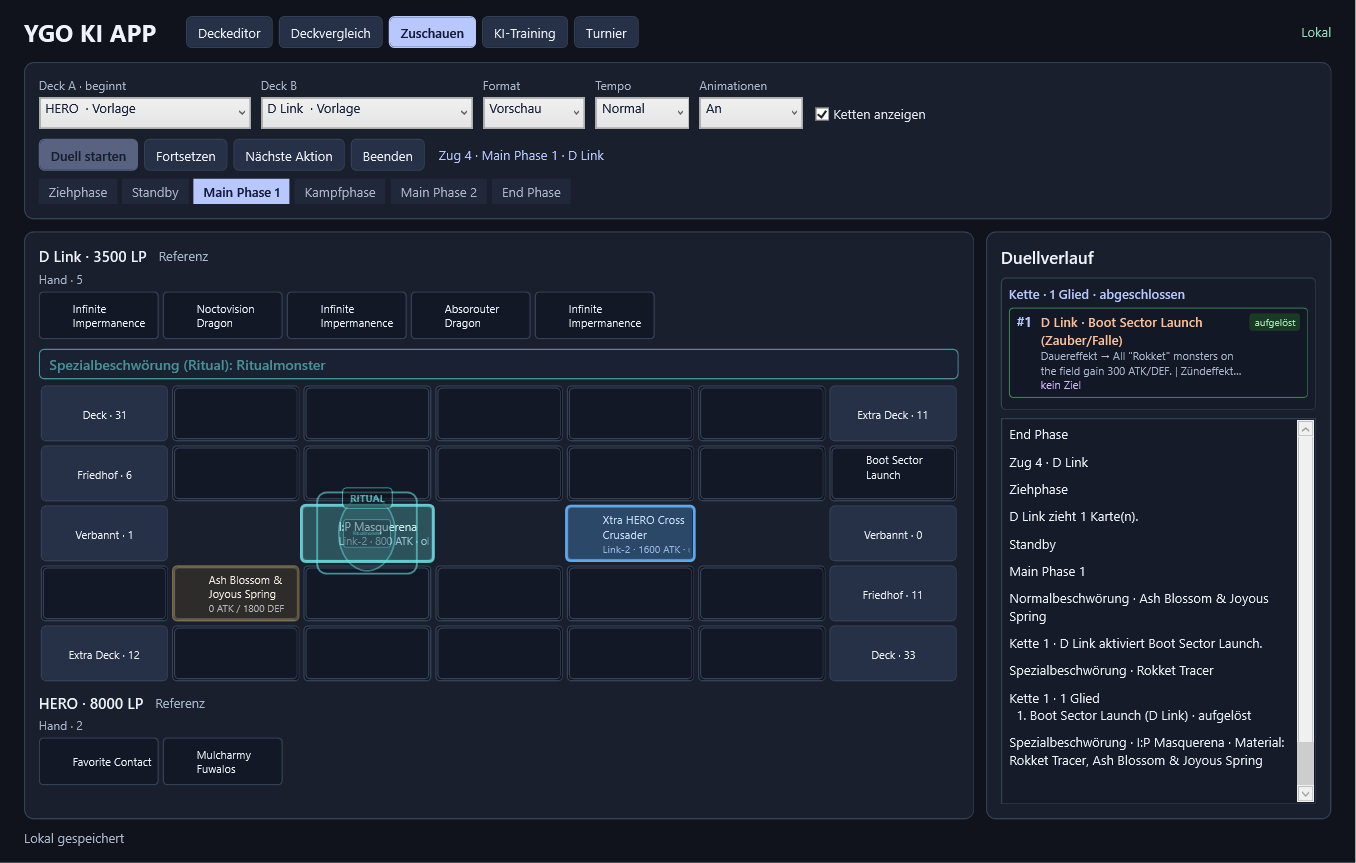 YGO KI APP
Deckeditor
Deckvergleich
Zuschauen
KI-Training
Turnier
Lokal
Deck A · beginnt
Deck B
Format
Tempo
Animationen
HERO · Vorlage
D Link · Vorlage
Vorschau
Normal
An
Ketten anzeigen
Duell starten
Fortsetzen
Nächste Aktion
Beenden
Zug 4 · Main Phase 1 · D Link
Ziehphase
Standby
Main Phase 1
Kampfphase
Main Phase 2
End Phase
D Link · 3500 LP
Referenz
Hand · 5
Infinite
Impermanence
Noctovision
Dragon
Infinite
Impermanence
Absorouter
Dragon
Infinite
Impermanence
Spezialbeschwörung (Ritual): Ritualmonster
Deck · 31
Extra Deck · 11
Friedhof · 6
Boot Sector
Launch
Verbannt · 1
RITUAL
I:P Masquerena
Link-2 · 800 ATK · ol
Xtra HERO Cross
Crusader
Link-2 · 1600 ATK ·
Verbannt · 0
Ash Blossom &
Joyous Spring
0 ATK / 1800 DEF
Friedhof · 11
Extra Deck · 12
Deck · 33
HERO · 8000 LP
Referenz
Hand · 2
Favorite Contact
Mulcharmy
Fuwalos
Lokal gespeichert
Duellverlauf
Kette · 1 Glied · abgeschlossen
#1
D Link · Boot Sector Launch
(Zauber/Falle)
aufgelöst
Dauereffekt → All "Rokket" monsters on
the field gain 300 ATK/DEF. | Zündeffekt...
kein Ziel
End Phase
Zug 4 · D Link
Ziehphase
D Link zieht 1 Karte(n).
Standby
Main Phase 1
Normalbeschwörung · Ash Blossom & Joyous
Spring
Kette 1 · D Link aktiviert Boot Sector Launch.
Spezialbeschwörung · Rokket Tracer
Kette 1 · 1 Glied
1. Boot Sector Launch (D Link) · aufgelöst
Spezialbeschwörung · I:P Masquerena · Material:
Rokket Tracer, Ash Blossom & Joyous Spring